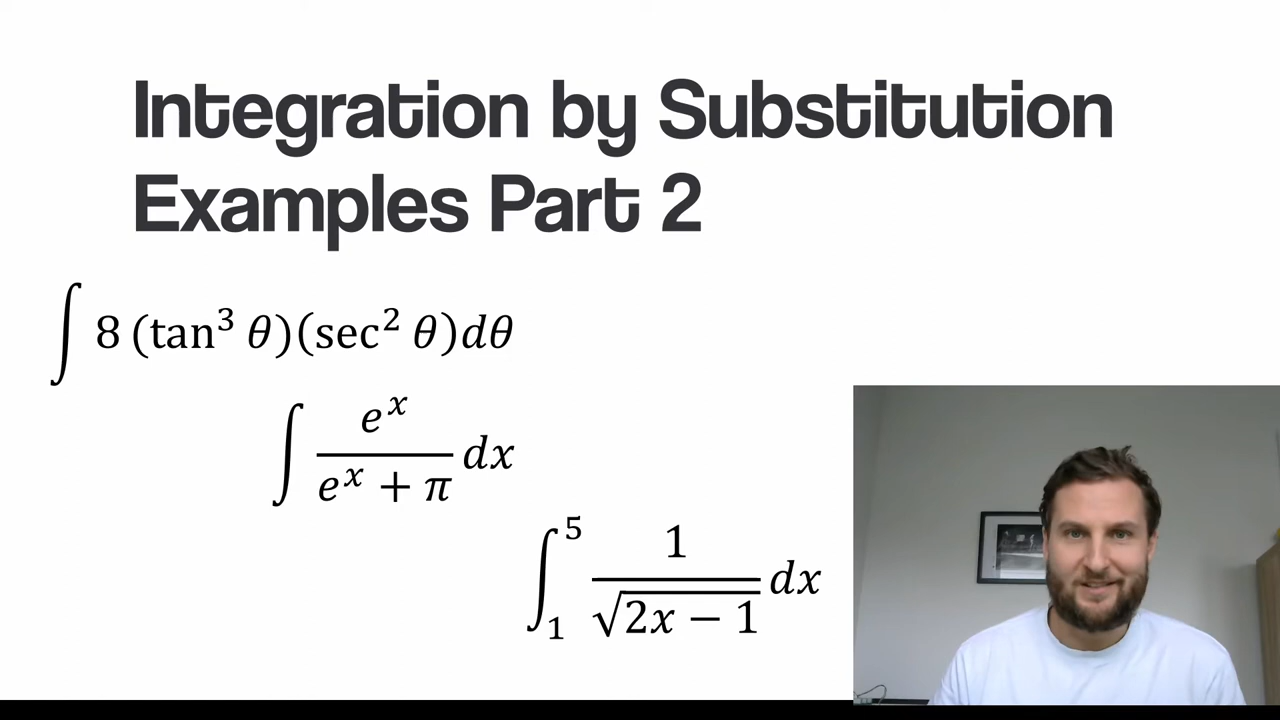 Integration by Substitution
Examples Part 2
∫ 8 (tan³ θ)(sec² θ)dθ
∫ eˣ / (eˣ + π) dx
∫₁⁵ 1 / √(2x − 1) dx